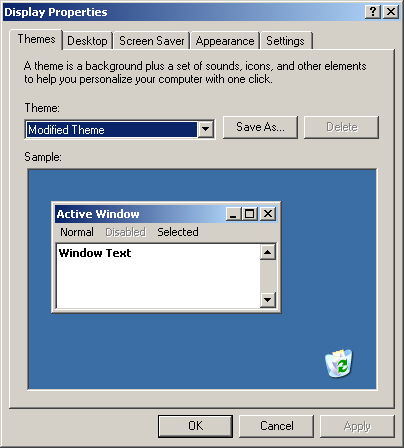 Display Properties
Themes Desktop Screen Saver Appearance Settings
A theme is a background plus a set of sounds, icons, and other elements
to help you personalize your computer with one click.
Theme:
Modified Theme Save As... Delete
Sample:
Active Window
Normal Disabled Selected
Window Text
OK Cancel Apply